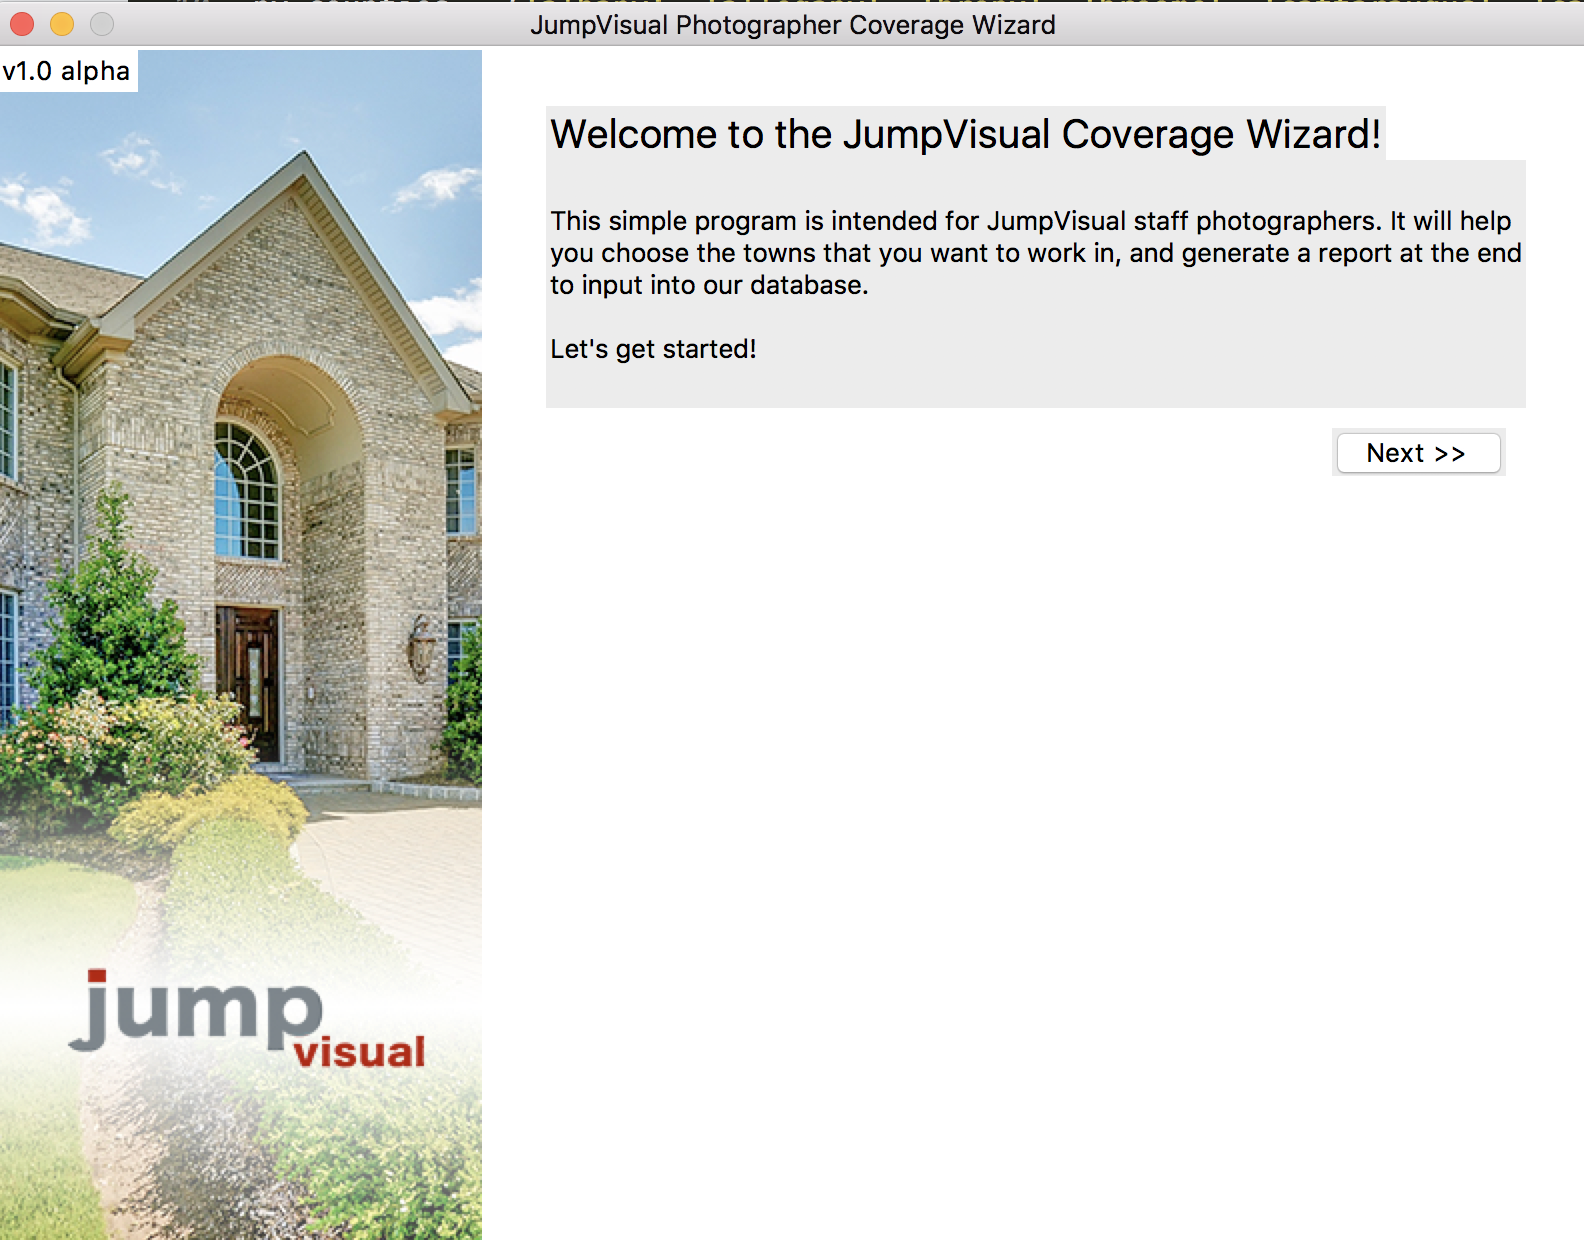 JumpVisual Photographer Coverage Wizard
v1.0 alpha
Welcome to the JumpVisual Coverage Wizard!
This simple program is intended for JumpVisual staff photographers. It will help
you choose the towns that you want to work in, and generate a report at the end
to input into our database.
Let's get started!
Next >>
jump
visual